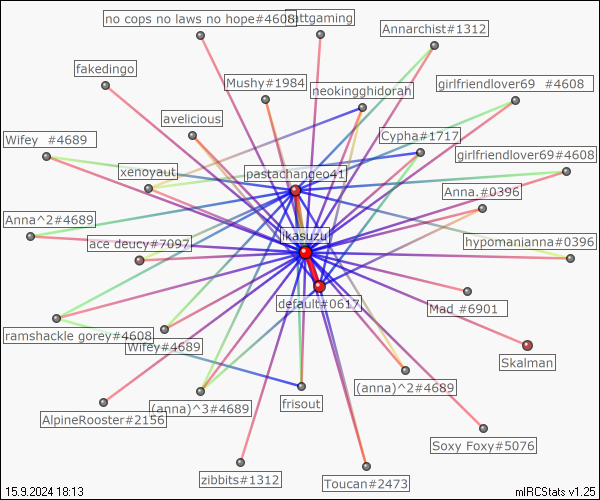 no cops no laws no hope#4608
attgaming
Annarchist#1312
fakedingo
Mushy#1984
neokingghidorah
girlfriendlover69 #4608
avelicious
Wifey #4689
Cypha#1717
girlfriendlover69#4608
xenoyaut
pastachangeo41
Anna.#0396
Anna^2#4689
ace deucy#7097
likasuzu
hypomanianna#0396
default#0617
Mad #6901
ramshackle gorey#4608
Wifey#4689
Skalman
(anna)^2#4689
AlpineRooster#2156
(anna)^3#4689
frisout
Soxy Foxy#5076
zibbits#1312
Toucan#2473
15.9.2024 18:13
mIRCStats v1.25